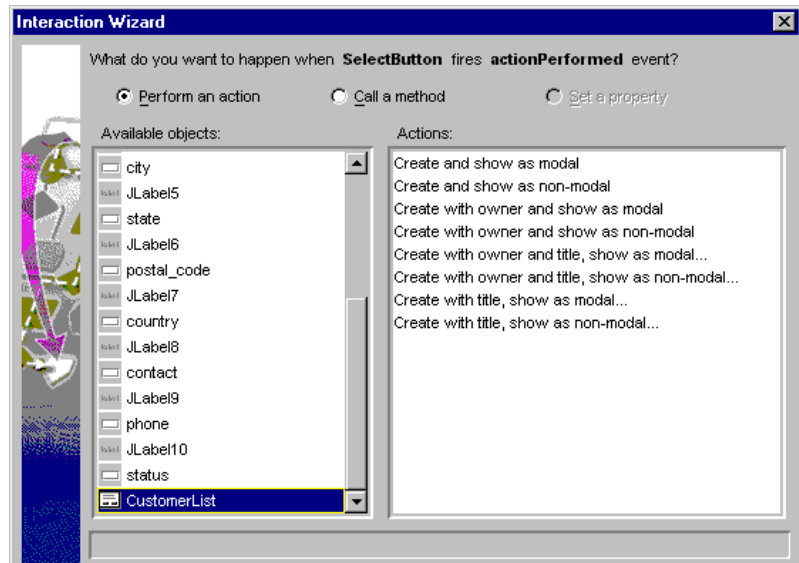 Interaction Wizard
What do you want to happen when SelectButton fires actionPerformed event?
Perform an action
Call a method
Set a property
Available objects:
city
JLabel5
state
JLabel6
postal_code
JLabel7
country
JLabel8
contact
JLabel9
phone
JLabel10
status
CustomerList
Actions:
Create and show as modal
Create and show as non-modal
Create with owner and show as modal
Create with owner and show as non-modal
Create with owner and title, show as modal...
Create with owner and title, show as non-modal...
Create with title, show as modal...
Create with title, show as non-modal...